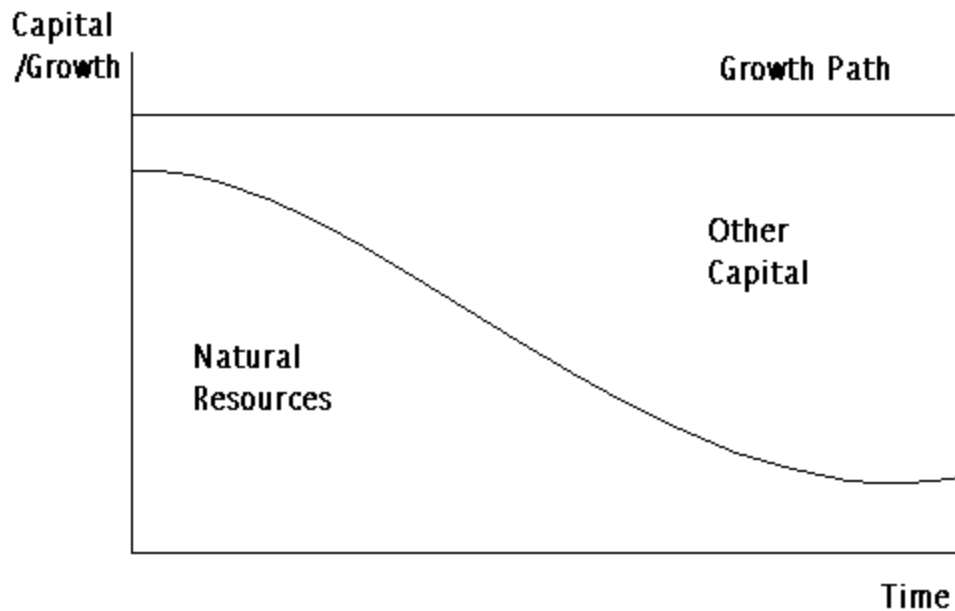 Capital
/Growth
Growth Path
Other
Capital
Natural
Resources
Time